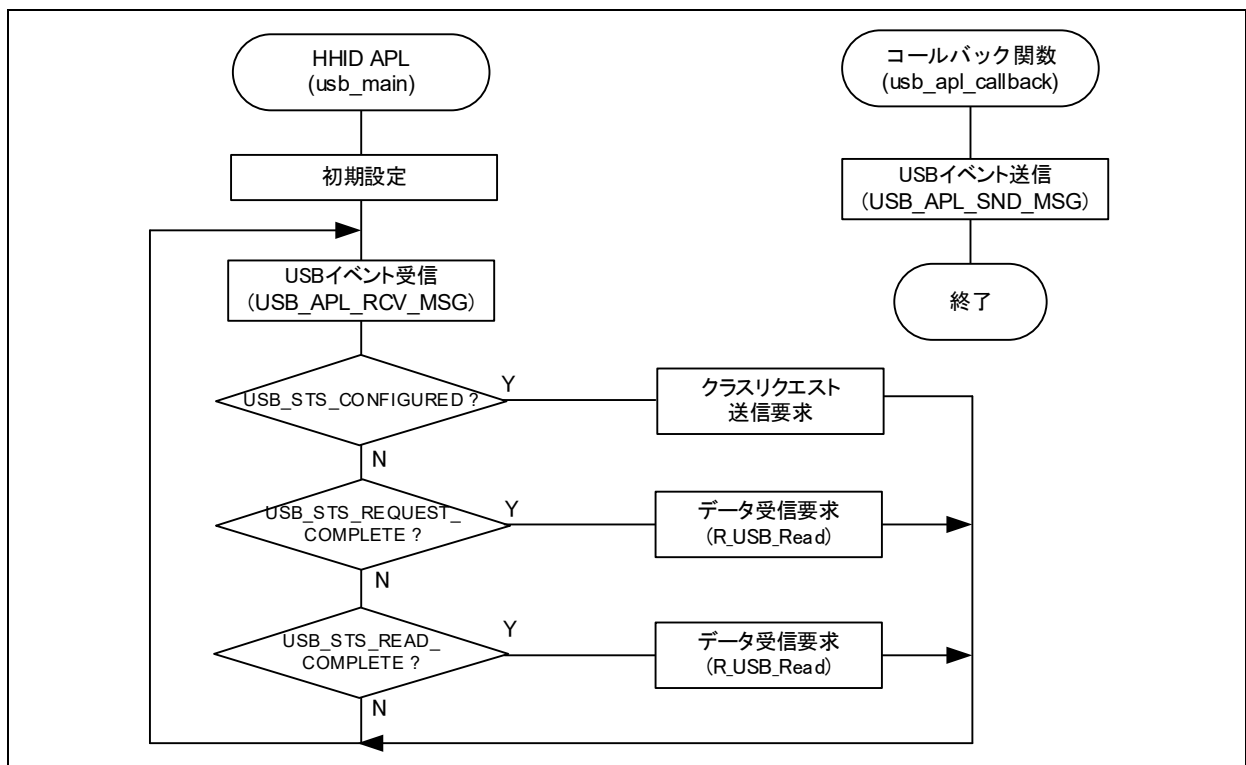 HHID APL
(usb_main)
初期設定
USBイベント受信
(USB_APL_RCV_MSG)
USB_STS_CONFIGURED ?
Y
クラスリクエスト
送信要求
N
USB_STS_REQUEST_
COMPLETE ?
Y
データ受信要求
(R_USB_Read)
N
USB_STS_READ_
COMPLETE ?
Y
データ受信要求
(R_USB_Read)
N
コールバック関数
(usb_apl_callback)
USBイベント送信
(USB_APL_SND_MSG)
終了